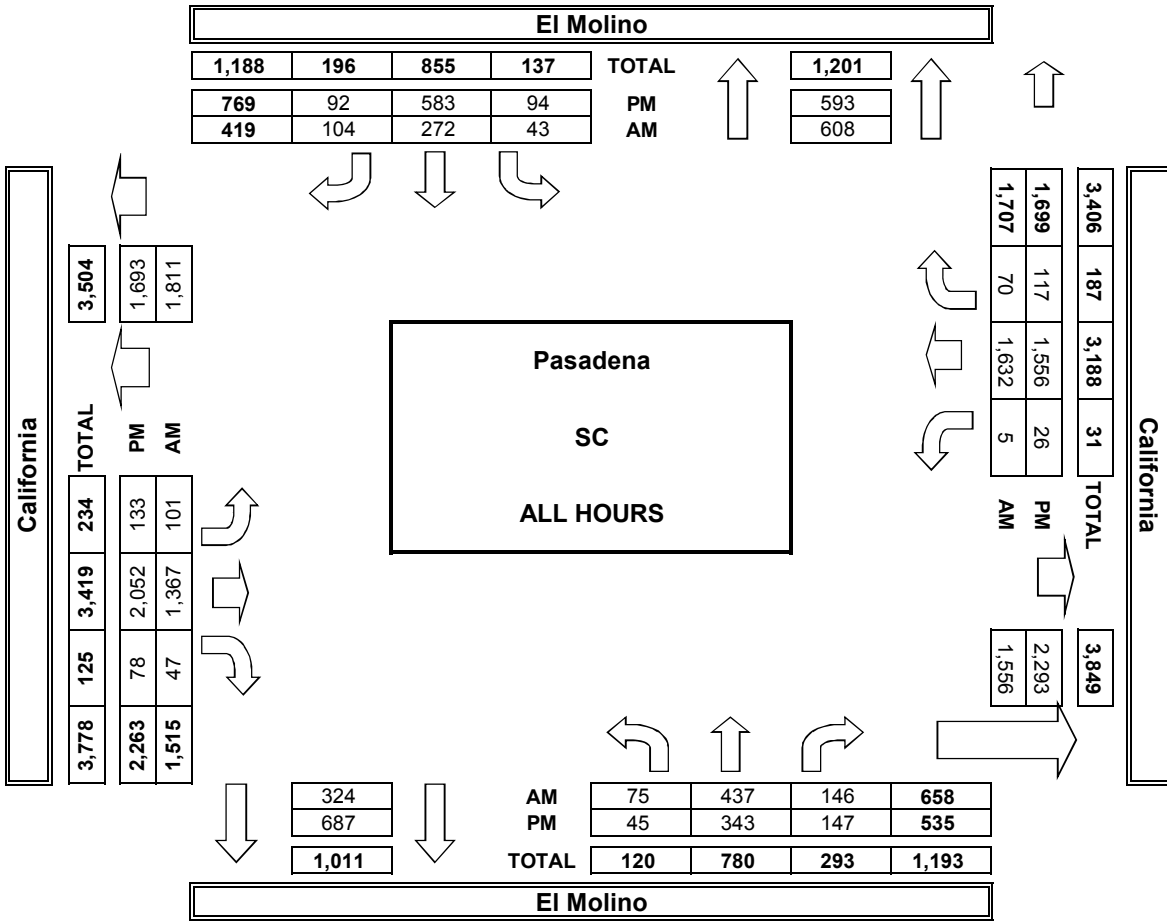 El Molino
1,188 196 855 137 TOTAL 1,201
769 92 583 94 PM 593
419 104 272 43 AM 608
California
3,504
1,693
1,811
TOTAL 234 3,419 125 3,778
PM 133 2,052 78 2,263
AM 101 1,367 47 1,515
Pasadena
SC
ALL HOURS
1,707 70 1,632 5 AM 1,556
1,699 117 1,556 26 PM 2,293
3,406 187 3,188 31 TOTAL 3,849
California
324 AM 75 437 146 658
687 PM 45 343 147 535
1,011 TOTAL 120 780 293 1,193
El Molino